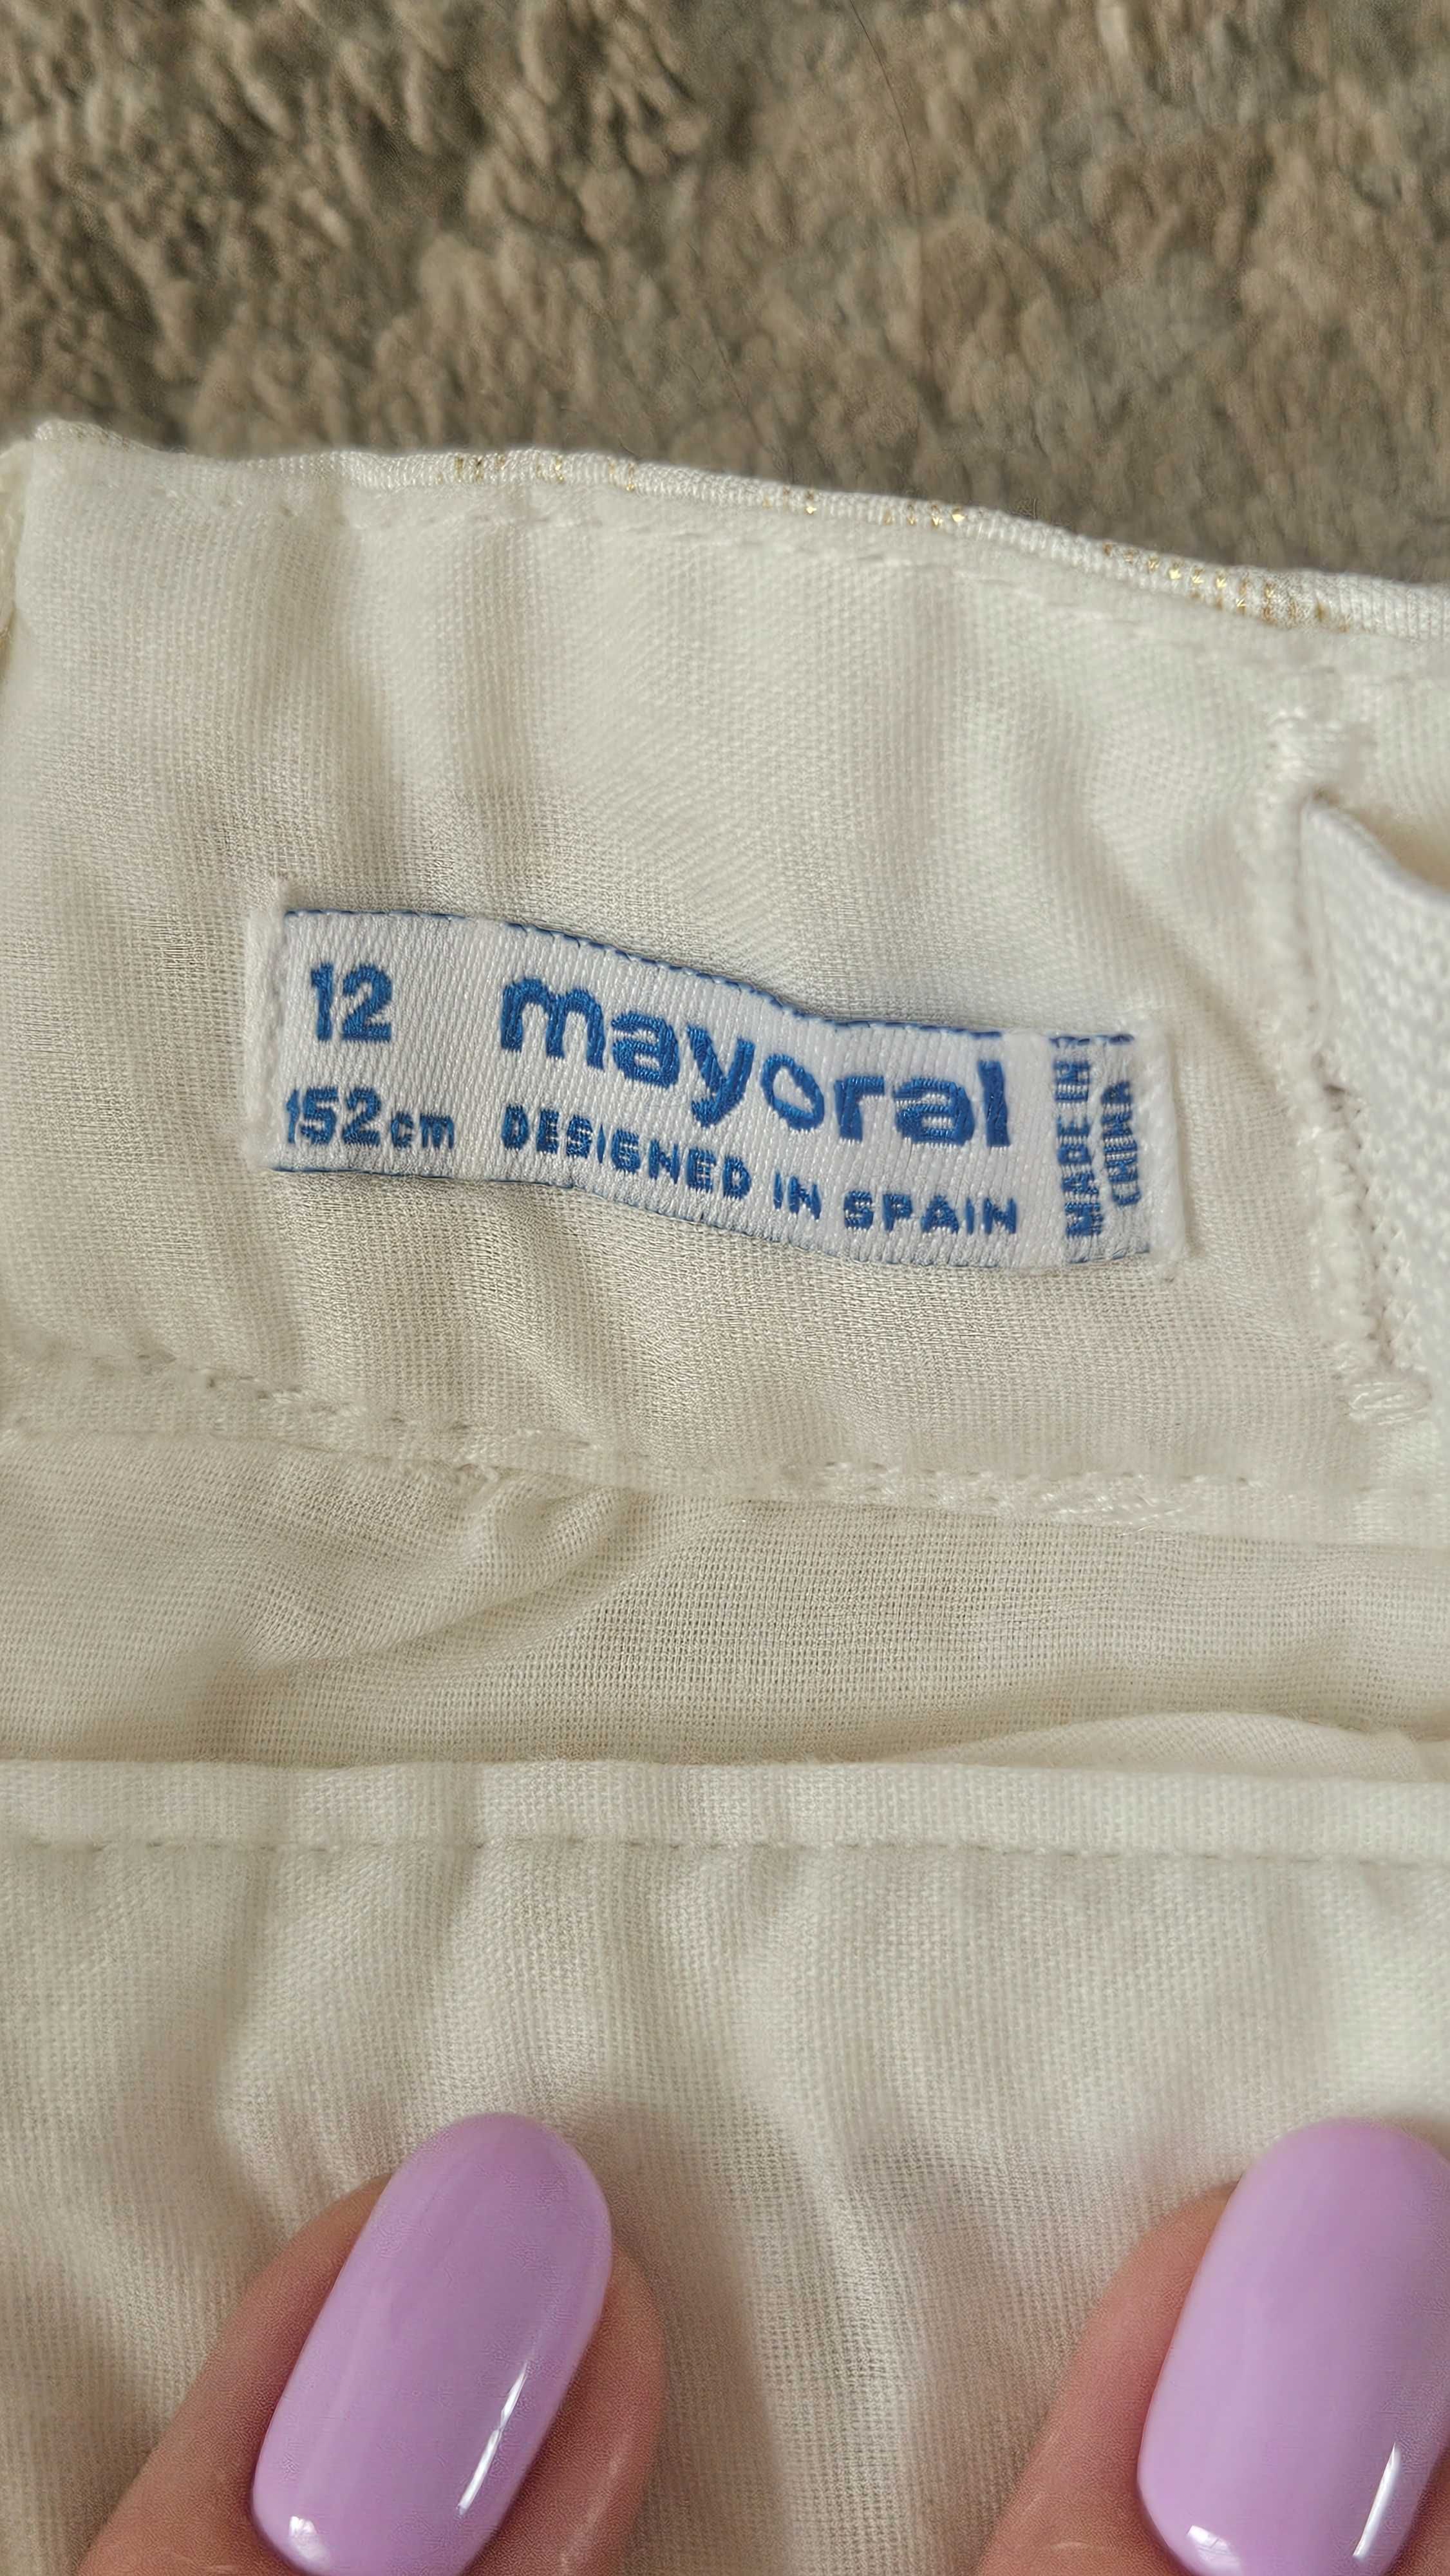 12
152cm
mayoral
DESIGNED IN SPAIN
MADE IN
CHINA